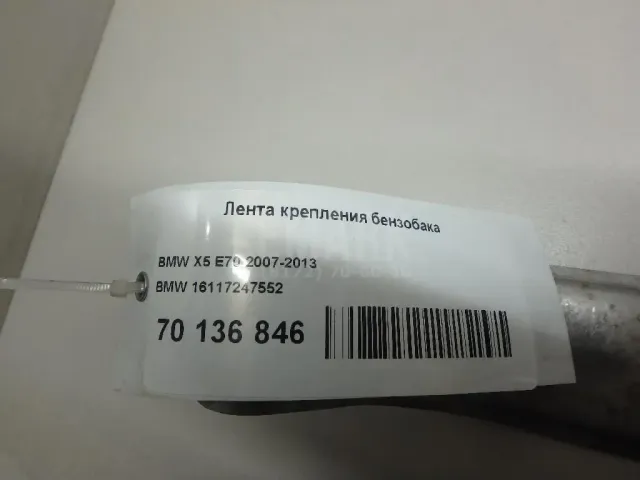 Лента крепления бензобака
BMW X5 E70 2007-2013
BMW 16117247552
70 136 846